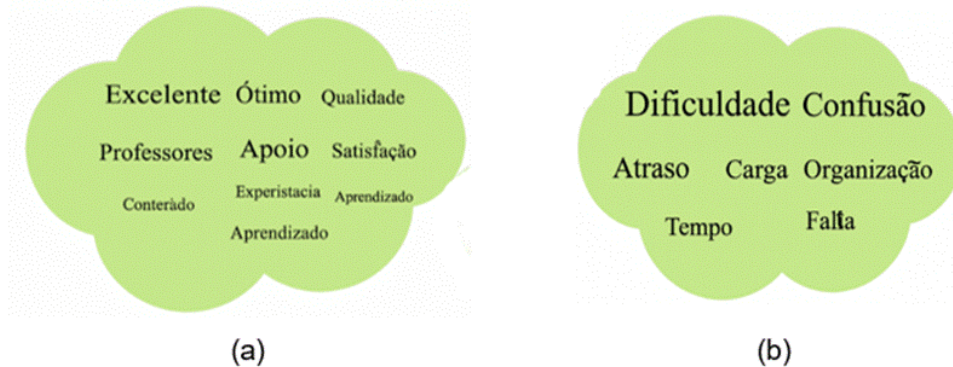 Excelente Ótimo Qualidade
Professores Apoio Satisfação
Conteràdo Experistacia Aprendizado
Aprendizado
(a)
Dificuldade Confusão
Atraso Carga Organização
Tempo Falta
(b)